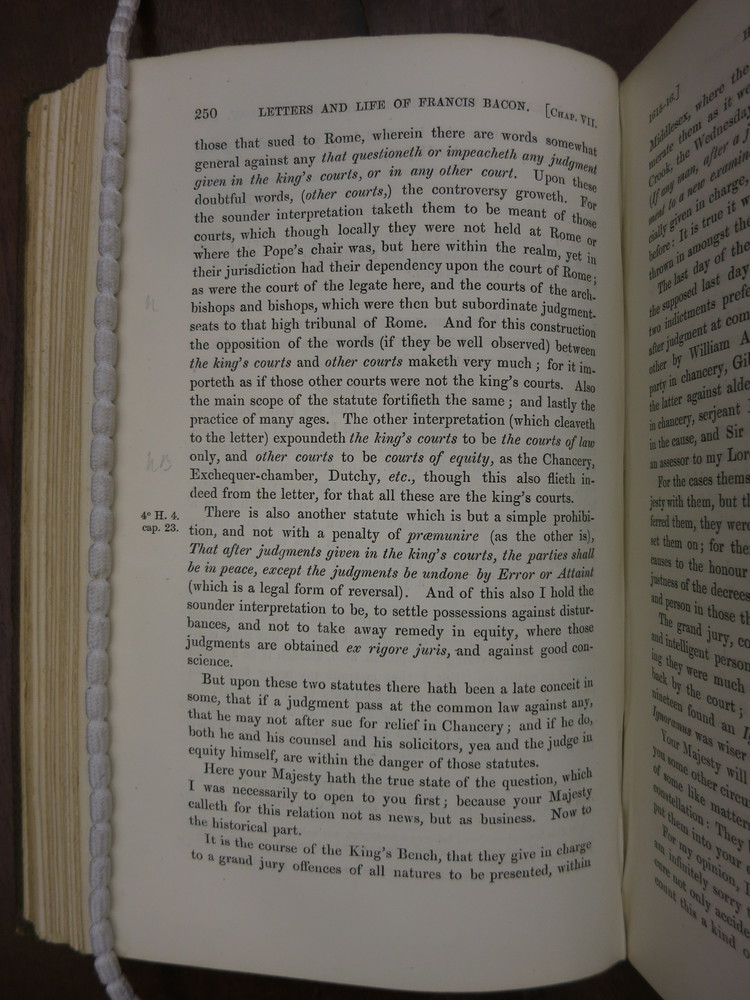 250 LETTERS AND LIFE OF FRANCIS BACON. [CHAP. VII.
those that sued to Rome, wherein there are words somewhat
general against any that questioneth or impeacheth any judgment
given in the king's courts, or in any other court. Upon these
doubtful words, (other courts,) the controversy groweth. For
the sounder interpretation taketh them to be meant of those
courts, which though locally they were not held at Rome or
where the Pope's chair was, but here within the realm, yet in
their jurisdiction had their dependency upon the court of Rome;
as were the court of the legate here, and the courts of the arch-
bishops and bishops, which were then but subordinate judgment-
seats to that high tribunal of Rome. And for this construction
the opposition of the words (if they be well observed) between
the king's courts and other courts maketh very much; for it im-
porteth as if those other courts were not the king's courts. Also
the main scope of the statute fortifieth the same; and lastly the
practice of many ages. The other interpretation (which cleaveth
to the letter) expoundeth the king's courts to be the courts of law
only, and other courts to be courts of equity, as the Chancery,
Exchequer-chamber, Dutchy, etc., though this also flieth in-
deed from the letter, for that all these are the king's courts.
4º H. 4.
cap. 23.
There is also another statute which is but a simple prohibi-
tion, and not with a penalty of præmunire (as the other is),
That after judgments given in the king's courts, the parties shall
be in peace, except the judgments be undone by Error or Attaint
(which is a legal form of reversal). And of this also I hold the
sounder interpretation to be, to settle possessions against distur-
bances, and not to take away remedy in equity, where those
judgments are obtained ex rigore juris, and against good con-
science.
But upon these two statutes there hath been a late conceit in
some, that if a judgment pass at the common law against any,
that he may not after sue for relief in Chancery; and if he do,
both he and his counsel and his solicitors, yea and the judge in
equity himself, are within the danger of those statutes.
Here your Majesty hath the true state of the question, which
I was necessarily to open to you first; because your Majesty
calleth for this relation not as news, but as business. Now to
the historical part.
It is the course of the King's Bench, that they give in charge
to a grand jury offences of all natures to be presented, within
1615-16.]
Middlesex, where the
merate them as it we
Crook, the Wednesday
(If any man, after a j
ment to a new examin
cially given in charge,
before: It is true it w
thrown in amongst the
The last day of the
the supposed last day
two indictments prefe
after judgment at com
other by William A
party in chancery, Gil
the latter against alde
in chancery, serjeant
in the cause, and Sir
an assessor to my Lor
For the cases thems
jesty with them, but th
ferred them, they were
set them on; for the
causes to the honour
justness of the decrees
and person in those th
The grand jury, co
and intelligent person
ing they were much
back by the court;
nineteen found an I
Ignoramus was wiser
Your Majesty will
you some other circu
of some like matter
constellation: They
put them into your
For my opinion, I
am infinitely sorry
eare not only accide
count this a kind o